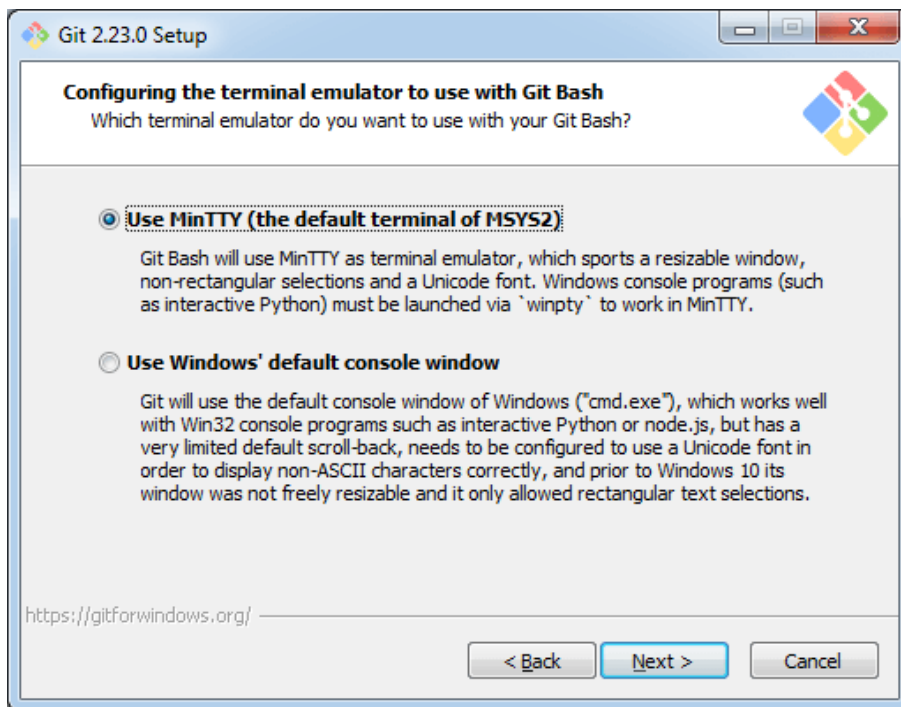 Git 2.23.0 Setup
Configuring the terminal emulator to use with Git Bash
Which terminal emulator do you want to use with your Git Bash?
Use MinTTY (the default terminal of MSYS2)
Git Bash will use MinTTY as terminal emulator, which sports a resizable window,
non-rectangular selections and a Unicode font. Windows console programs (such
as interactive Python) must be launched via `winpty` to work in MinTTY.
Use Windows' default console window
Git will use the default console window of Windows ("cmd.exe"), which works well
with Win32 console programs such as interactive Python or node.js, but has a
very limited default scroll-back, needs to be configured to use a Unicode font in
order to display non-ASCII characters correctly, and prior to Windows 10 its
window was not freely resizable and it only allowed rectangular text selections.
https://gitforwindows.org/
< Back
Next >
Cancel